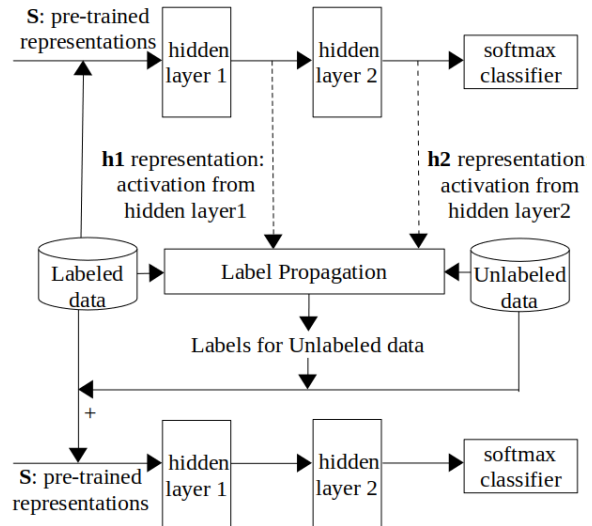 S: pre-trained
representations
hidden
layer 1
hidden
layer 2
softmax
classifier
h1 representation:
activation from
hidden layer1
h2 representation
activation from
hidden layer2
Labeled
data
Label Propagation
Unlabeled
data
Labels for Unlabeled data
+
S: pre-trained
representations
hidden
layer 1
hidden
layer 2
softmax
classifier